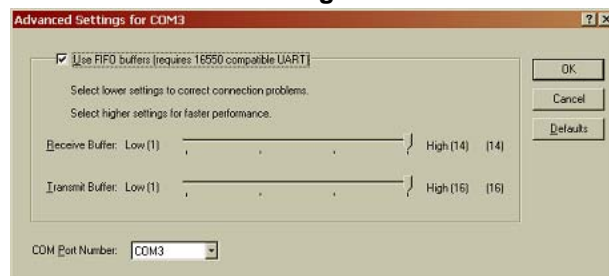 Advanced Settings for COM3
Use FIFO buffers (requires 16550 compatible UART)
OK
Select lower settings to correct connection problems.
Cancel
Select higher settings for faster performance.
Defaults
Receive Buffer: Low (1) High (14) (14)
Transmit Buffer: Low (1) High (16) (16)
COM Port Number: COM3